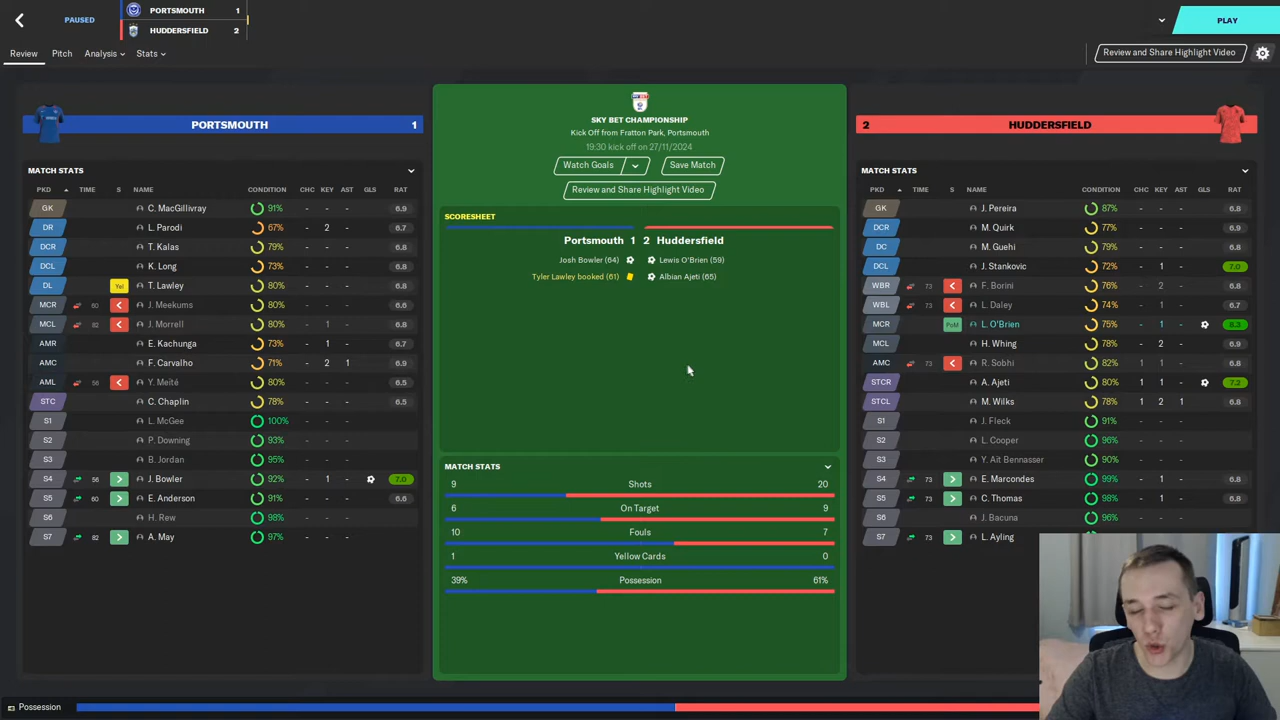 PAUSED
PORTSMOUTH 1
HUDDERSFIELD 2
PLAY
Review Pitch Analysis Stats
Review and Share Highlight Video
PORTSMOUTH 1
MATCH STATS
PKD TIME S NAME CONDITION CHC KEY AST GLS RAT
GK C. MacGillivray 91% - - - 6.9
DR L. Parodi 67% - 2 - 6.7
DCR T. Kalas 79% - - - 6.8
DCL K. Long 73% - - - 6.8
DL Yel T. Lawley 80% - - - 6.8
MCR 60 J. Meekums 80% - - - 6.6
MCL 82 J. Morrell 80% - 1 - 6.8
AMR E. Kachunga 73% - 1 - 6.7
AMC F. Carvalho 71% - 2 1 6.9
AML 56 Y. Meïté 80% - - - 6.5
STC C. Chaplin 78% - - - 6.5
S1 L. McGee 100% - - -
S2 P. Downing 93% - - -
S3 B. Jordan 95% - - -
S4 56 J. Bowler 92% - 1 - 7.0
S5 60 E. Anderson 91% - - - 6.6
S6 H. Rew 98% - - -
S7 82 A. May 97% - - -
SKY BET CHAMPIONSHIP
Kick Off from Fratton Park, Portsmouth
19:30 kick off on 27/11/2024
Watch Goals Save Match
Review and Share Highlight Video
SCORESHEET
Portsmouth 1 2 Huddersfield
Josh Bowler (64) Lewis O'Brien (59)
Tyler Lawley booked (61) Albian Ajeti (65)
MATCH STATS
9 Shots 20
6 On Target 9
10 Fouls 7
1 Yellow Cards 0
39% Possession 61%
2 HUDDERSFIELD
MATCH STATS
PKD TIME S NAME CONDITION CHC KEY AST GLS RAT
GK J. Pereira 87% - - - 6.8
DCR M. Quirk 77% - - - 6.9
DC M. Guehi 73% - - - 6.8
DCL J. Stankovic 72% - 1 - 7.0
WBR 73 F. Borini 76% - 2 - 6.8
WBL 73 L. Daley 74% - 1 - 6.7
MCR PoM L. O'Brien 75% - 1 - 8.3
MCL H. Whing 78% - 2 - 6.9
AMC 73 R. Sobhi 82% 1 1 - 6.8
STCR A. Ajeti 80% 1 1 - 7.2
STCL M. Wilks 78% 1 2 1 6.8
S1 J. Fleck 91% - - -
S2 L. Cooper 96% - - -
S3 Y. Aït Bennasser 90% - - -
S4 73 E. Marcondes 99% - 1 - 6.8
S5 73 C. Thomas 98% - 1 - 6.8
S6 J. Bacuna 96% - - -
S7 73 L. Ayling
Possession